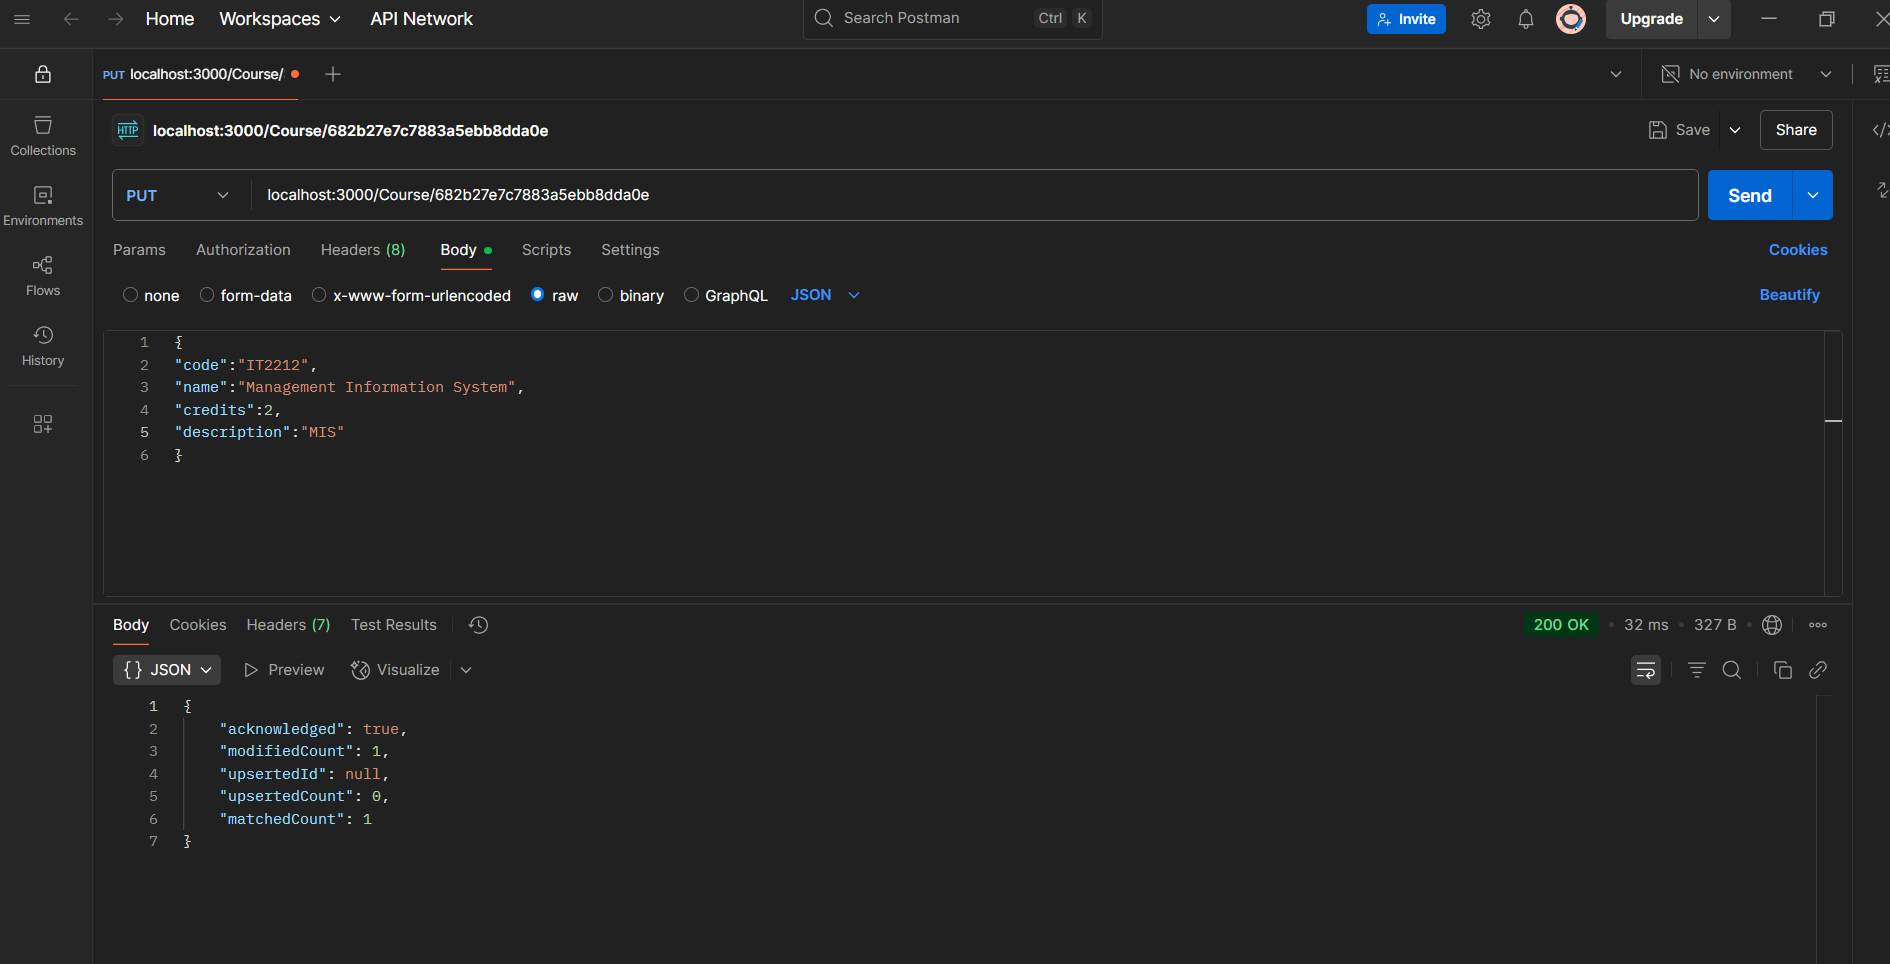 Home Workspaces API Network Search Postman Ctrl K Invite Upgrade
PUT localhost:3000/Course/ No environment
HTTP localhost:3000/Course/682b27e7c7883a5ebb8dda0e Save Share
Collections
Environments
Flows
History
PUT localhost:3000/Course/682b27e7c7883a5ebb8dda0e Send
Params Authorization Headers (8) Body Scripts Settings Cookies
none form-data x-www-form-urlencoded raw binary GraphQL JSON Beautify
1 {
2 "code":"IT2212",
3 "name":"Management Information System",
4 "credits":2,
5 "description":"MIS"
6 }
Body Cookies Headers (7) Test Results 200 OK • 32 ms • 327 B •
{} JSON Preview Visualize
1 {
2 "acknowledged": true,
3 "modifiedCount": 1,
4 "upsertedId": null,
5 "upsertedCount": 0,
6 "matchedCount": 1
7 }